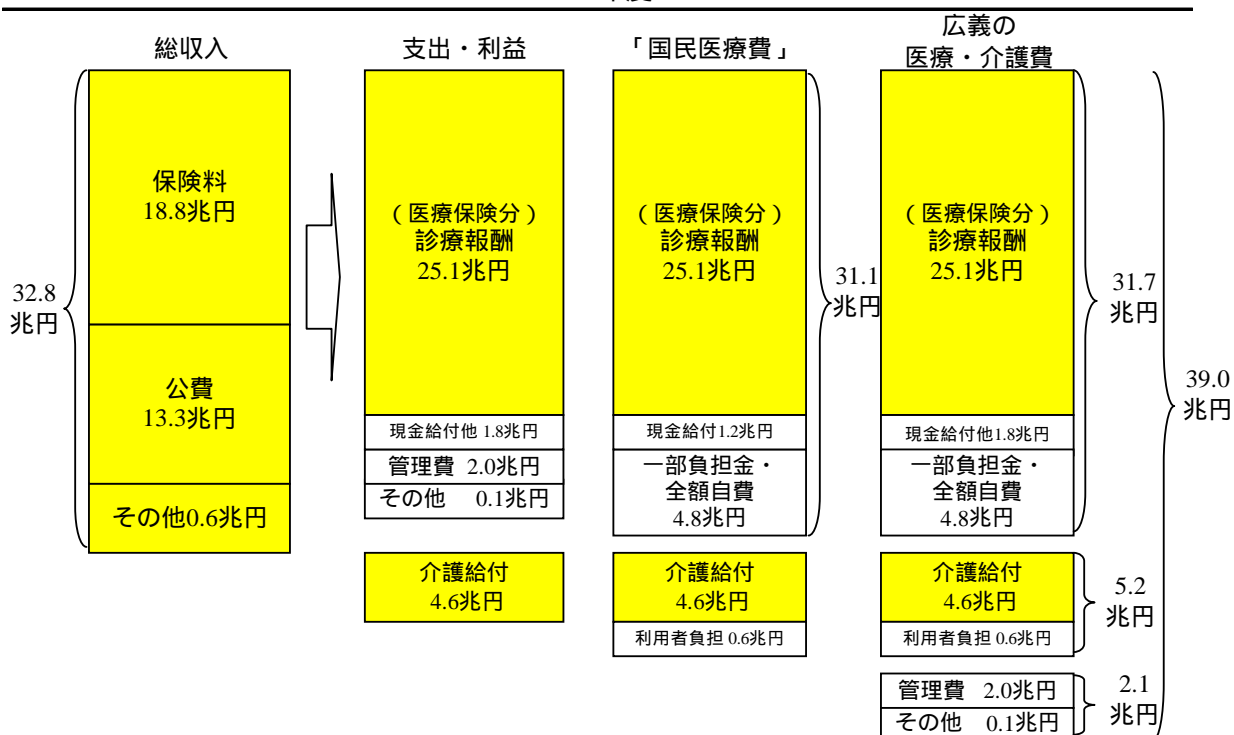 総収入
支出・利益
「国民医療費」
広義の
医療・介護費
32.8
兆円
保険料
18.8兆円
公費
13.3兆円
その他0.6兆円
(医療保険分)
診療報酬
25.1兆円
現金給付他 1.8兆円
管理費 2.0兆円
その他 0.1兆円
介護給付
4.6兆円
(医療保険分)
診療報酬
25.1兆円
現金給付1.2兆円
一部負担金・
全額自費
4.8兆円
31.1
兆円
介護給付
4.6兆円
利用者負担 0.6兆円
(医療保険分)
診療報酬
25.1兆円
現金給付他1.8兆円
一部負担金・
全額自費
4.8兆円
31.7
兆円
介護給付
4.6兆円
利用者負担 0.6兆円
5.2
兆円
管理費 2.0兆円
その他 0.1兆円
2.1
兆円
39.0
兆円